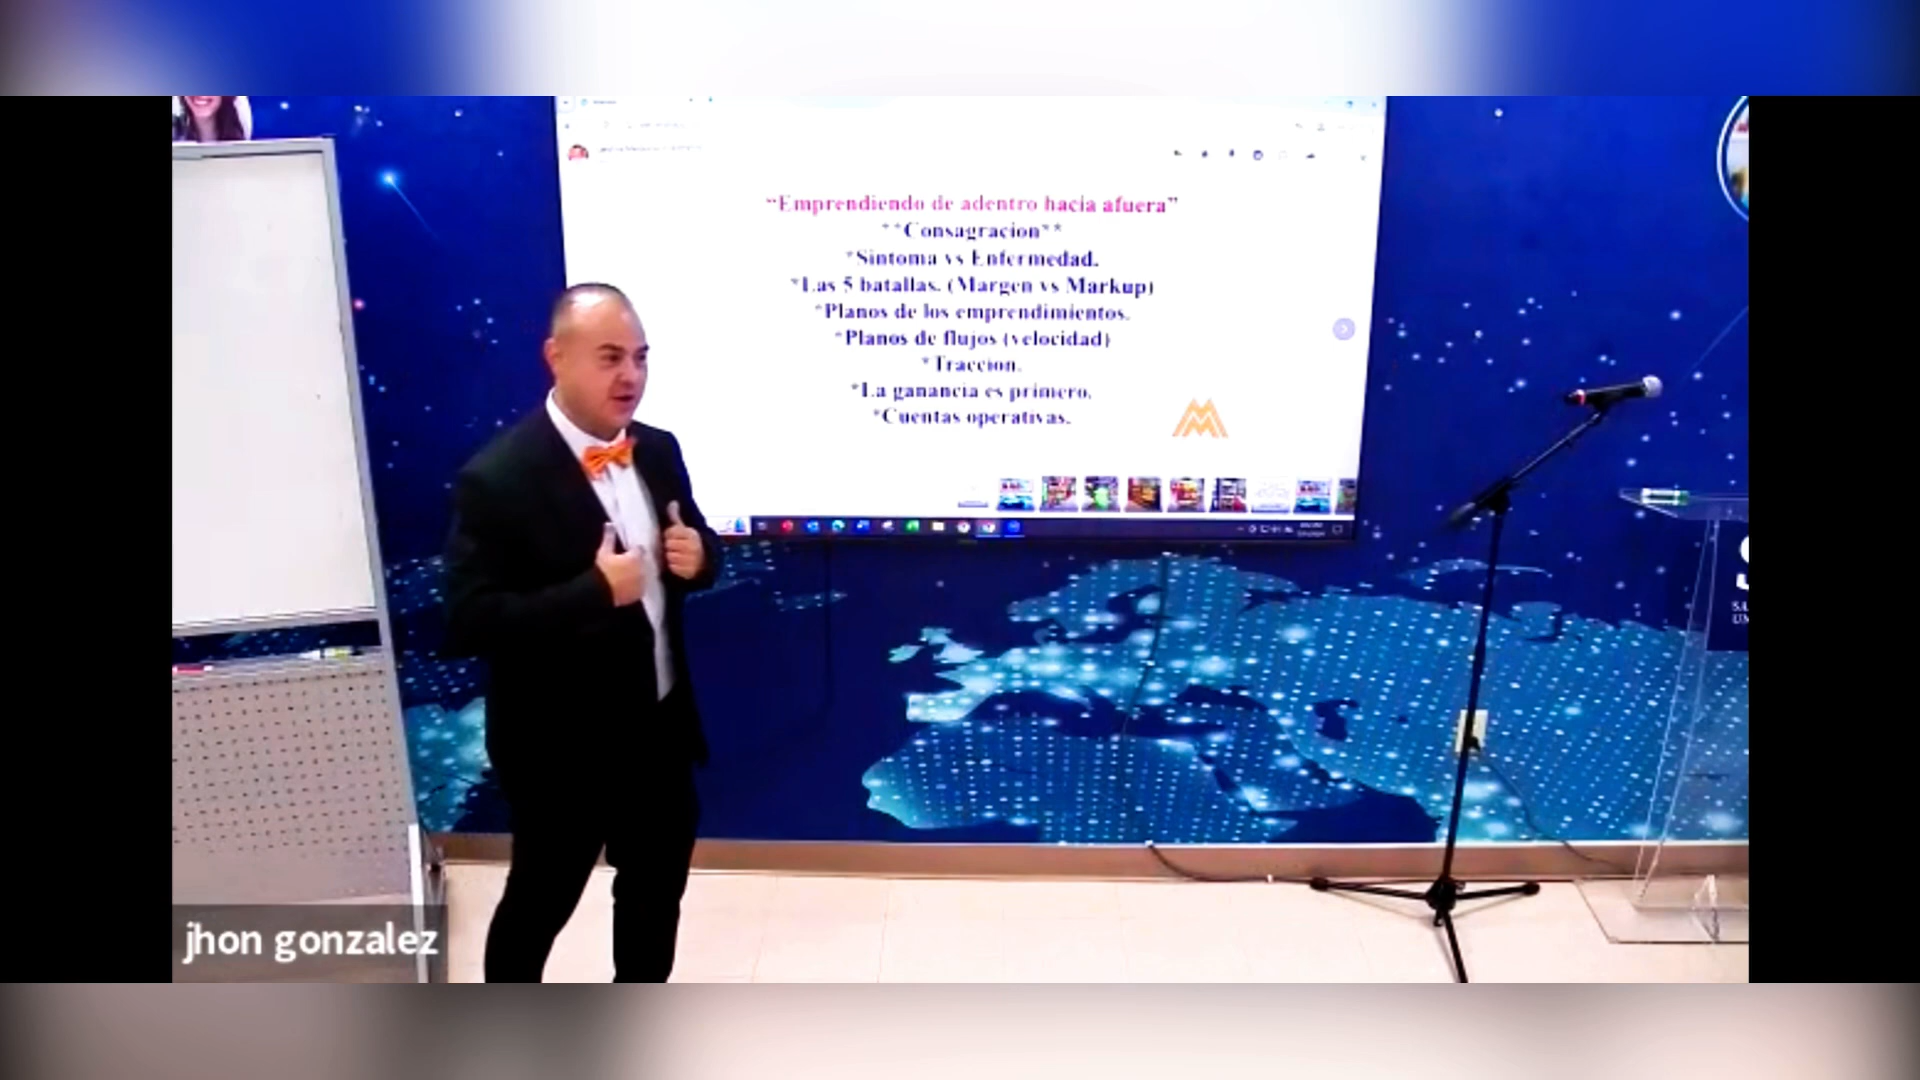 “Emprendiendo de adentro hacia afuera”
**Consagracion**
*Sintoma vs Enfermedad.
*Las 5 batallas. (Margen vs Markup)
*Planos de los emprendimientos.
*Planos de flujos (velocidad)
*Traccion.
*La ganancia es primero.
*Cuentas operativas.
jhon gonzalez